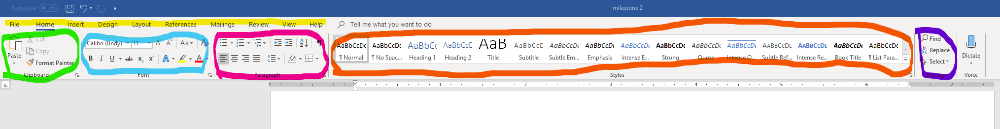 AutoSave Off milestone 2
File Home Insert Design Layout References Mailings Review View Help Tell me what you want to do
Cut Calibri (Body) 11 A A Aa A AaBbCcDc AaBbCcDc AaBbCc AaBbCcD AaB AaBbCcD AaBbCcDc AaBbCcDc AaBbCcDc AaBbCcDc AaBbCcDc AaBbCcDc AaBbCcDd AaBbCcDd AaBbCcDc AaBbCcDc Find
Copy Replace
Paste Format Painter B I U ab x₂ x² A A ¶ Normal ¶ No Spac... Heading 1 Heading 2 Title Subtitle Subtle Em... Emphasis Intense E... Strong Quote Intense Q... Subtle Ref... Intense Re... Book Title ¶ List Para... Select Dictate
Clipboard Font Paragraph Styles Editing Voice
1 1 2 3 4 5 6 7